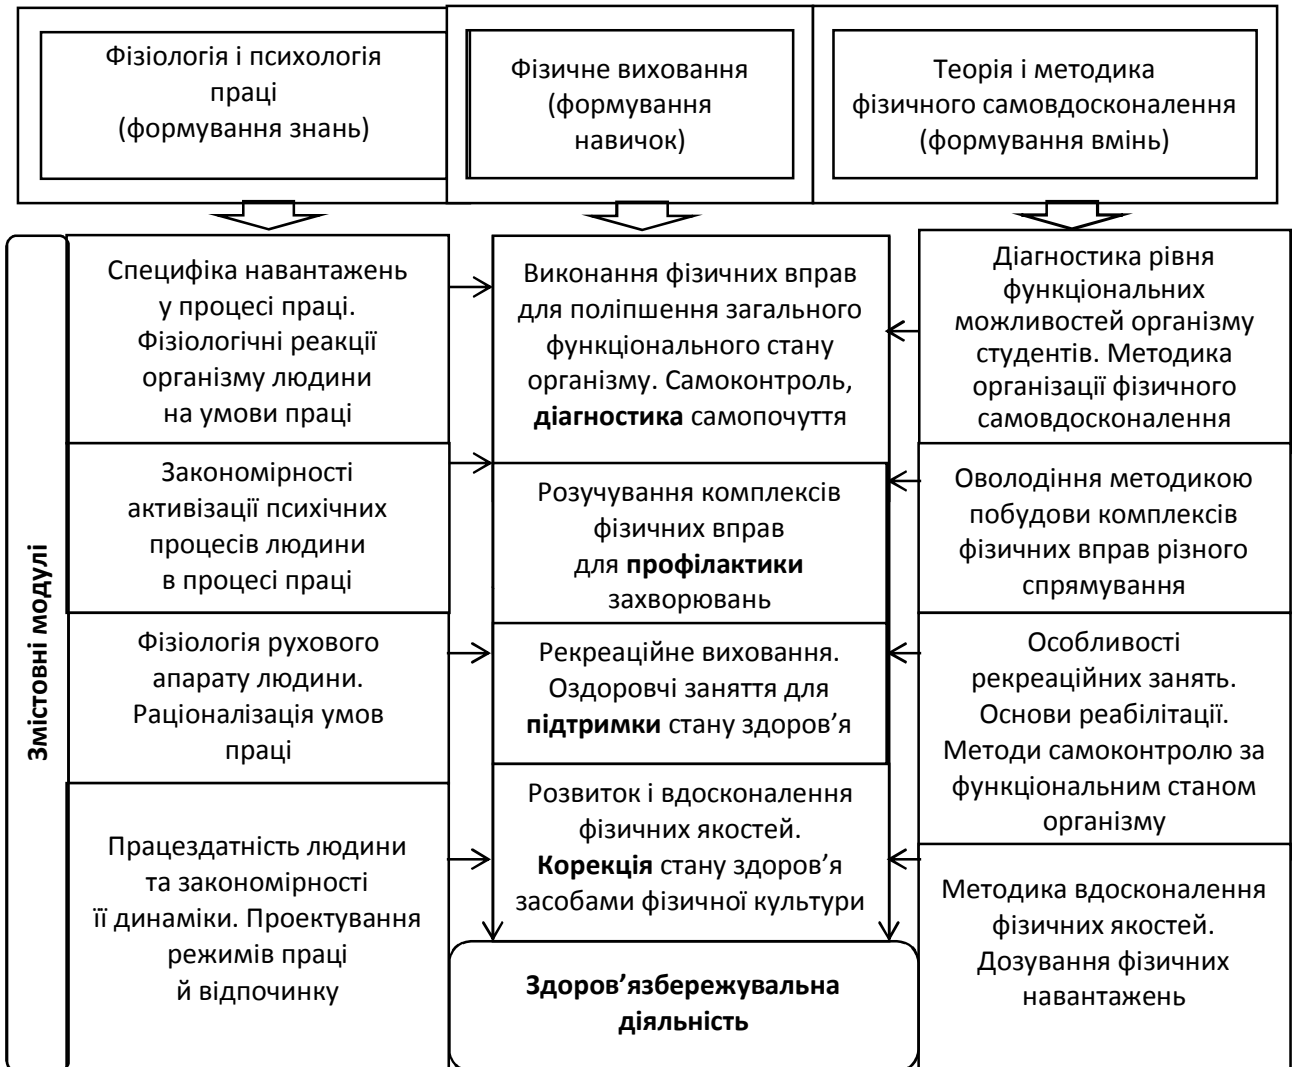 Фізіологія і психологія
праці
(формування знань)
Фізичне виховання
(формування
навичок)
Теорія і методика
фізичного самовдосконалення
(формування вмінь)
Змістовні модулі
Специфіка навантажень
у процесі праці.
Фізіологічні реакції
організму людини
на умови праці
Виконання фізичних вправ
для поліпшення загального
функціонального стану
організму. Самоконтроль,
діагностика самопочуття
Діагностика рівня
функціональних
можливостей організму
студентів. Методика
організації фізичного
самовдосконалення
Закономірності
активізації психічних
процесів людини
в процесі праці
Розучування комплексів
фізичних вправ
для профілактики
захворювань
Оволодіння методикою
побудови комплексів
фізичних вправ різного
спрямування
Фізіологія рухового
апарату людини.
Раціоналізація умов
праці
Рекреаційне виховання.
Оздоровчі заняття для
підтримки стану здоров’я
Особливості
рекреаційних занять.
Основи реабілітації.
Методи самоконтролю за
функціональним станом
організму
Працездатність людини
та закономірності
її динаміки. Проектування
режимів праці
й відпочинку
Розвиток і вдосконалення
фізичних якостей.
Корекція стану здоров’я
засобами фізичної культури
Методика вдосконалення
фізичних якостей.
Дозування фізичних
навантажень
Здоров’язбережувальна
діяльність